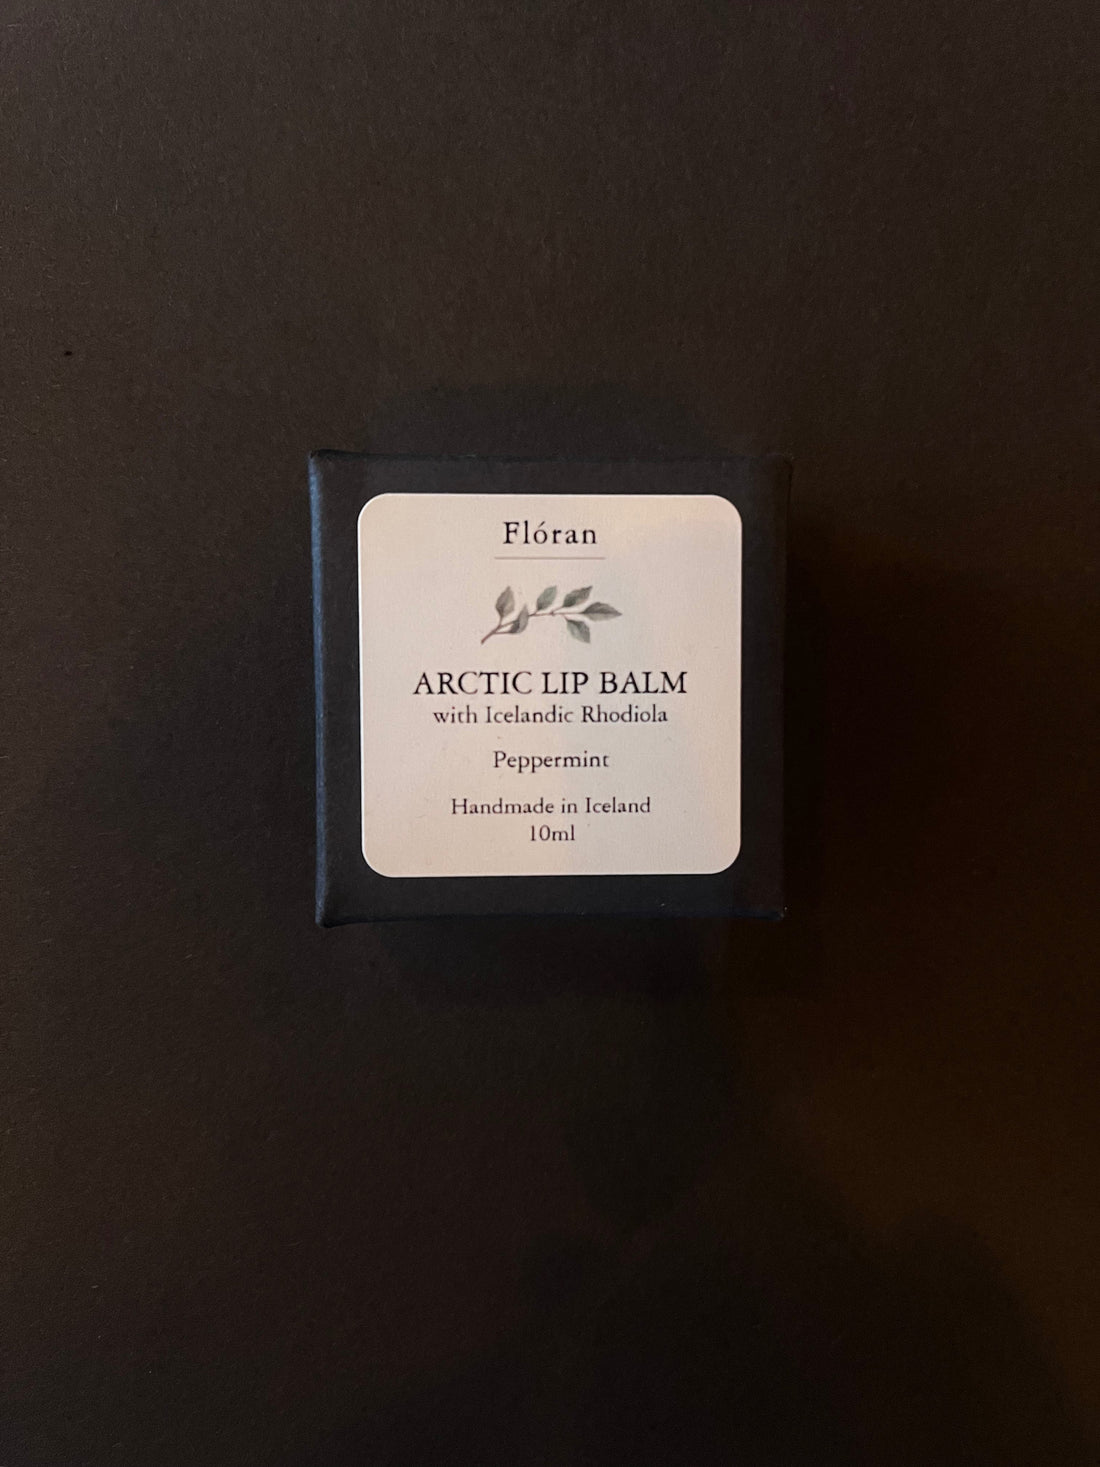 Flóran
ARCTIC LIP BALM
with Icelandic Rhodiola
Peppermint
Handmade in Iceland
10ml